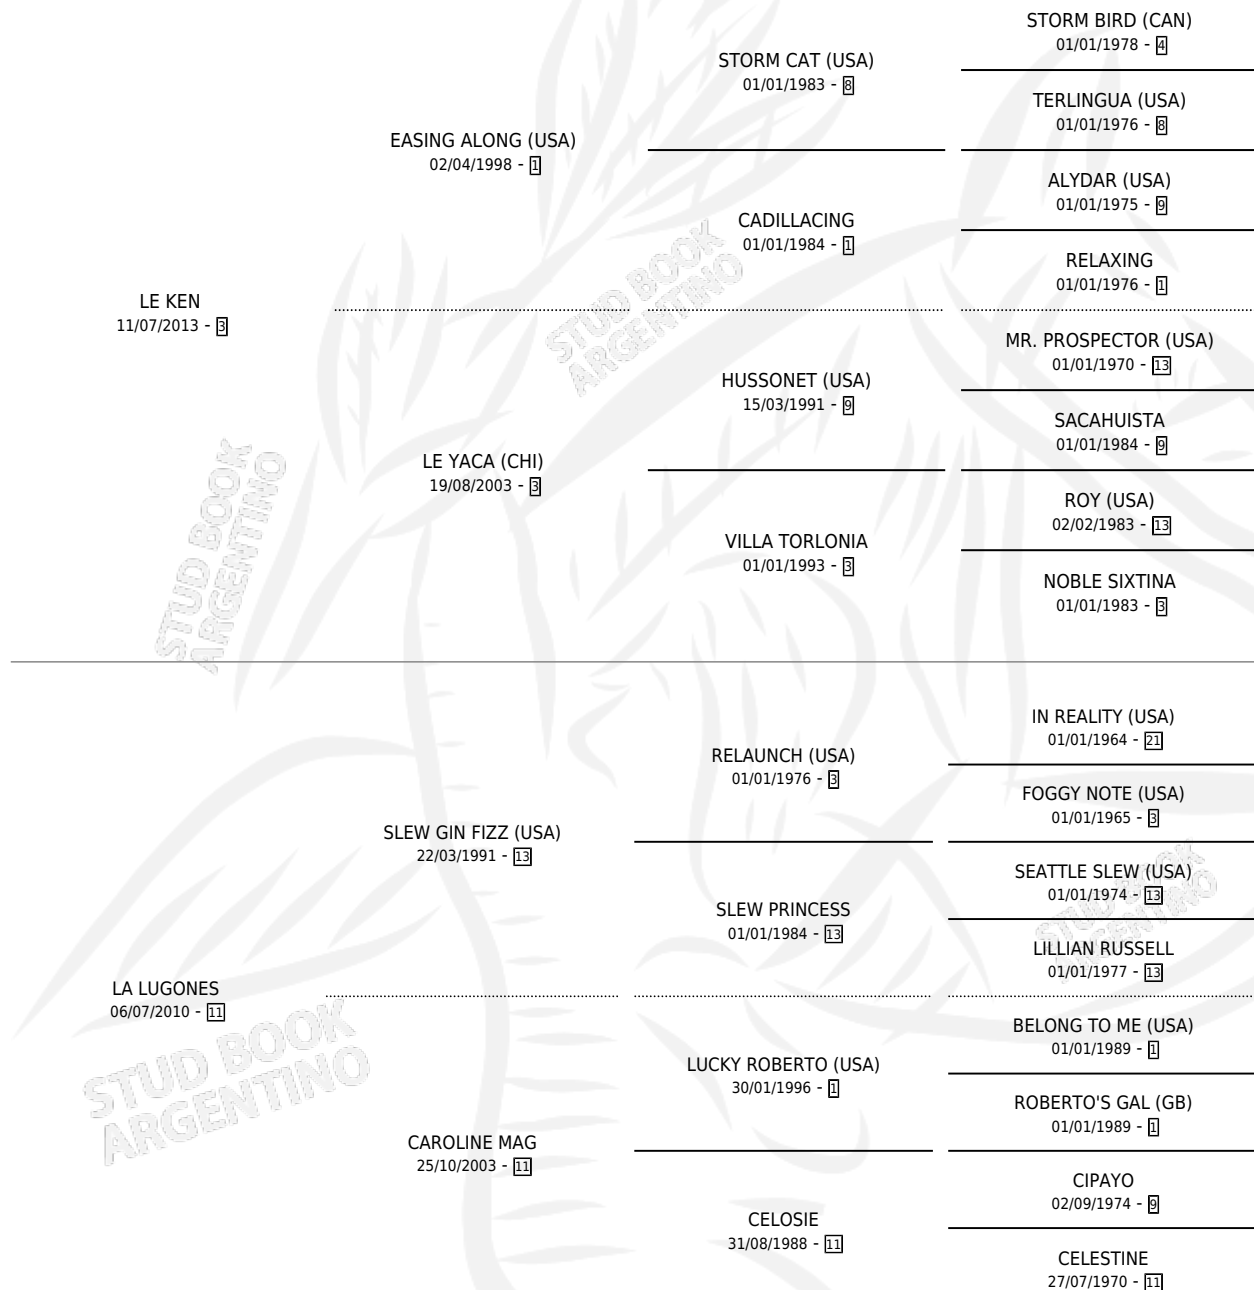 STORM BIRD (CAN)
01/01/1978 - 4
STORM CAT (USA)
01/01/1983 - 8
TERLINGUA (USA)
01/01/1976 - 8
EASING ALONG (USA)
02/04/1998 - 1
ALYDAR (USA)
01/01/1975 - 9
CADILLACING
01/01/1984 - 1
RELAXING
01/01/1976 - 1
LE KEN
11/07/2013 - 3
MR. PROSPECTOR (USA)
01/01/1970 - 13
HUSSONET (USA)
15/03/1991 - 9
SACAHUISTA
01/01/1984 - 9
LE YACA (CHI)
19/08/2003 - 3
ROY (USA)
02/02/1983 - 13
VILLA TORLONIA
01/01/1993 - 3
NOBLE SIXTINA
01/01/1983 - 3
IN REALITY (USA)
01/01/1964 - 21
RELAUNCH (USA)
01/01/1976 - 3
FOGGY NOTE (USA)
01/01/1965 - 3
SLEW GIN FIZZ (USA)
22/03/1991 - 13
SEATTLE SLEW (USA)
01/01/1974 - 13
SLEW PRINCESS
01/01/1984 - 13
LILLIAN RUSSELL
01/01/1977 - 13
LA LUGONES
06/07/2010 - 11
BELONG TO ME (USA)
01/01/1989 - 1
LUCKY ROBERTO (USA)
30/01/1996 - 1
ROBERTO'S GAL (GB)
01/01/1989 - 1
CAROLINE MAG
25/10/2003 - 11
CIPAYO
02/09/1974 - 9
CELOSIE
31/08/1988 - 11
CELESTINE
27/07/1970 - 11
STUD BOOK
ARGENTINO
STUD BOOK
ARGENTINO
STUD BOOK
ARGENTINO
STUD BOOK
ARGENTINO